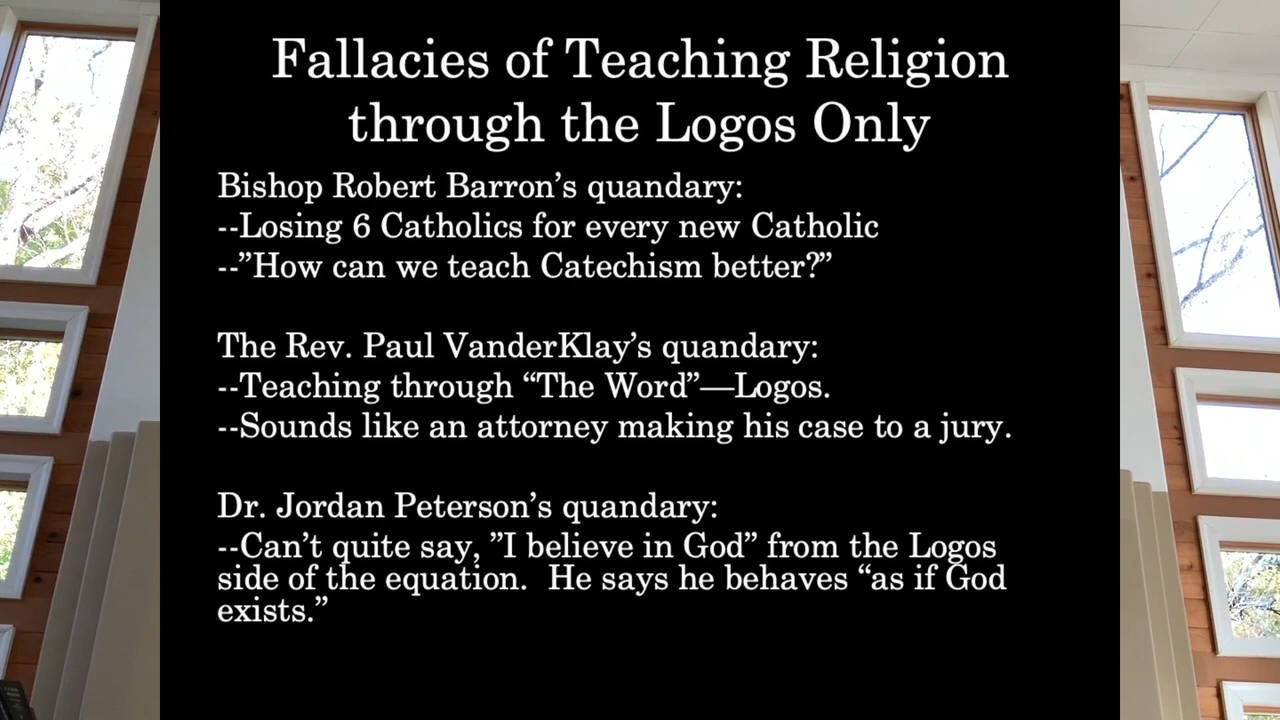 Fallacies of Teaching Religion
through the Logos Only
Bishop Robert Barron’s quandary:
--Losing 6 Catholics for every new Catholic
--”How can we teach Catechism better?”
The Rev. Paul VanderKlay’s quandary:
--Teaching through “The Word”—Logos.
--Sounds like an attorney making his case to a jury.
Dr. Jordan Peterson’s quandary:
--Can’t quite say, ”I believe in God” from the Logos
side of the equation.  He says he behaves “as if God
exists.”